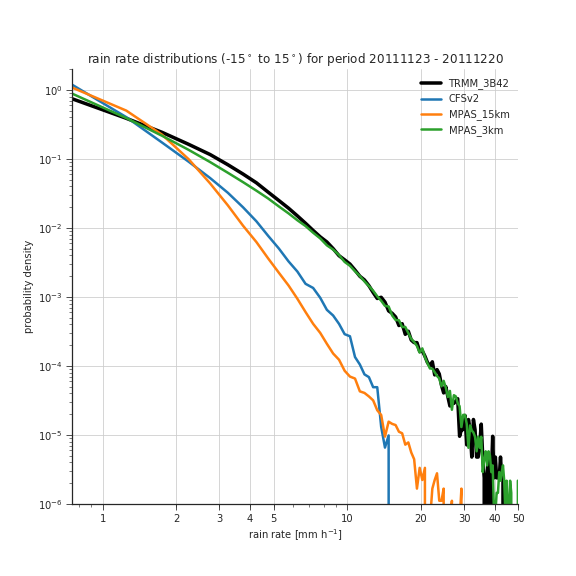 rain rate distributions (-15° to 15°) for period 20111123 - 20111220
TRMM_3B42
CFSv2
MPAS_15km
MPAS_3km
10⁰
10⁻¹
10⁻²
10⁻³
10⁻⁴
10⁻⁵
10⁻⁶
probability density
1 2 3 4 5 10 20 30 40 50
rain rate [mm h⁻¹]